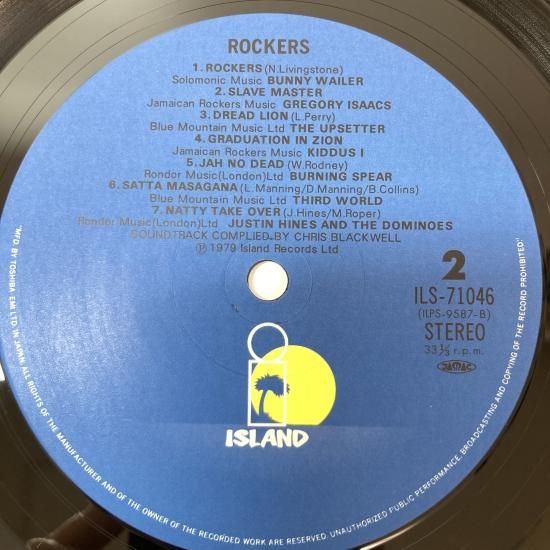 ROCKERS
1. ROCKERS (N.Livingstone)
Solomonic Music BUNNY WAILER
2. SLAVE MASTER
Jamaican Rockers Music GREGORY ISAACS
3. DREAD LION (L.Perry)
Blue Mountain Music Ltd THE UPSETTER
4. GRADUATION IN ZION
Jamaican Rockers Music KIDDUS I
5. JAH NO DEAD (W.Rodney)
Rondor Music(London)Ltd BURNING SPEAR
6. SATTA MASAGANA (L.Manning/D.Manning/B.Collins)
Blue Mountain Music Ltd THIRD WORLD
7. NATTY TAKE OVER (J.Hines/M.Roper)
Rondor Music(London)Ltd JUSTIN HINES AND THE DOMINOES
SOUNDTRACK COMPLIED BY CHRIS BLACKWELL
℗ 1979 Island Records Ltd
2
ILS-71046
(ILPS-9587-B)
STEREO
33 1/3 r.p.m.
JASRAC
ISLAND
"MFD. BY TOSHIBA EMI LTD. IN JAPAN. ALL RIGHTS OF THE MANUFACTURER AND OF THE OWNER OF THE RECORDED WORK ARE RESERVED. UNAUTHORIZED PUBLIC PERFORMANCE, BROADCASTING AND COPYING OF THE RECORD PROHIBITED."